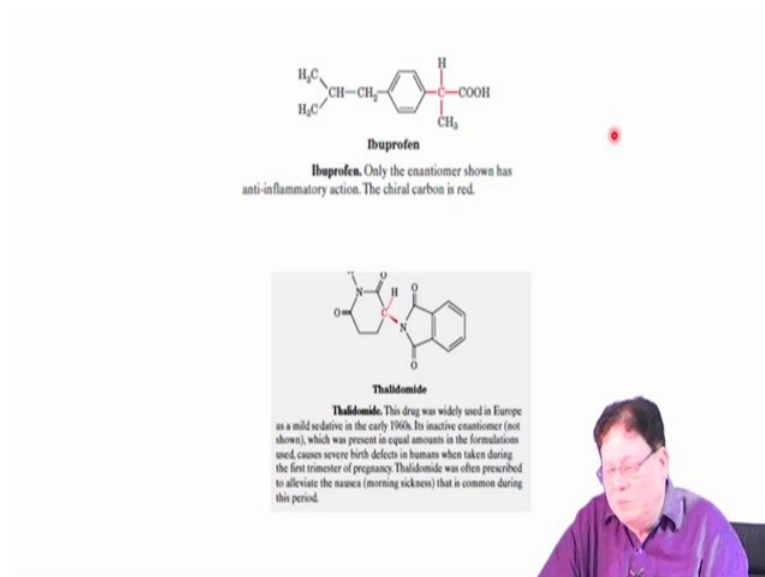 H
H₃C
CH—CH₂
C—COOH
H₃C
CH₃
Ibuprofen
Ibuprofen. Only the enantiomer shown has
anti-inflammatory action. The chiral carbon is red.
O
N
H
O
O
C
N
O
Thalidomide
Thalidomide. This drug was widely used in Europe
as a mild sedative in the early 1960s. Its inactive enantiomer (not
shown), which was present in equal amounts in the formulations
used, causes severe birth defects in humans when taken during
the first trimester of pregnancy. Thalidomide was often prescribed
to alleviate the nausea (morning sickness) that is common during
this period.